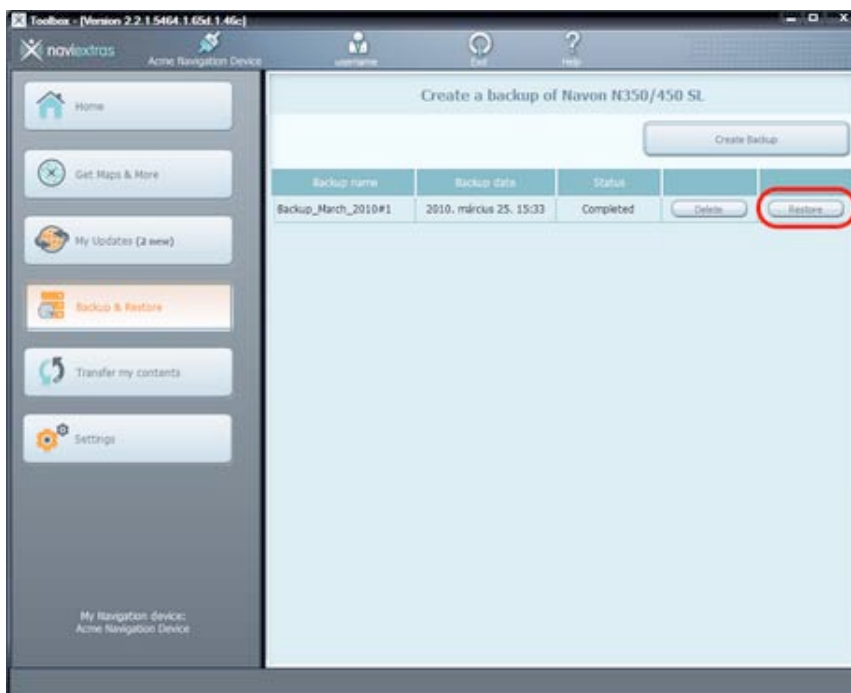 Toolbox - [Version 2.2.1.5464.1.65d.1.46c]
naviextras
Acme Navigation Device
username
Exit
Help
Home
Get Maps & More
My Updates (2 new)
Backup & Restore
Transfer my contents
Settings
My Navigation device:
Acme Navigation Device
Create a backup of Navon N350/450 SL
Create Backup
Backup name Backup date Status
Backup_March_2010#1 2010. március 25. 15:33 Completed Delete Restore